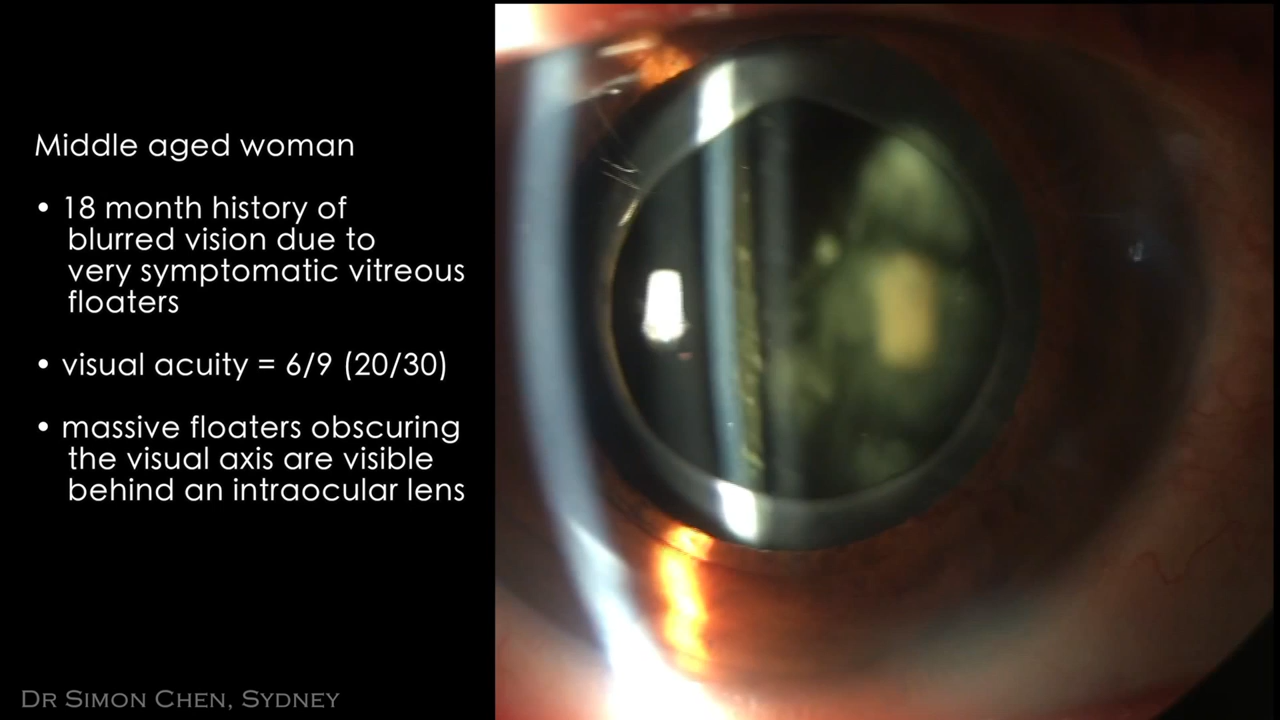 Middle aged woman
• 18 month history of
blurred vision due to
very symptomatic vitreous
floaters
• visual acuity = 6/9 (20/30)
• massive floaters obscuring
the visual axis are visible
behind an intraocular lens
Dr Simon Chen, Sydney